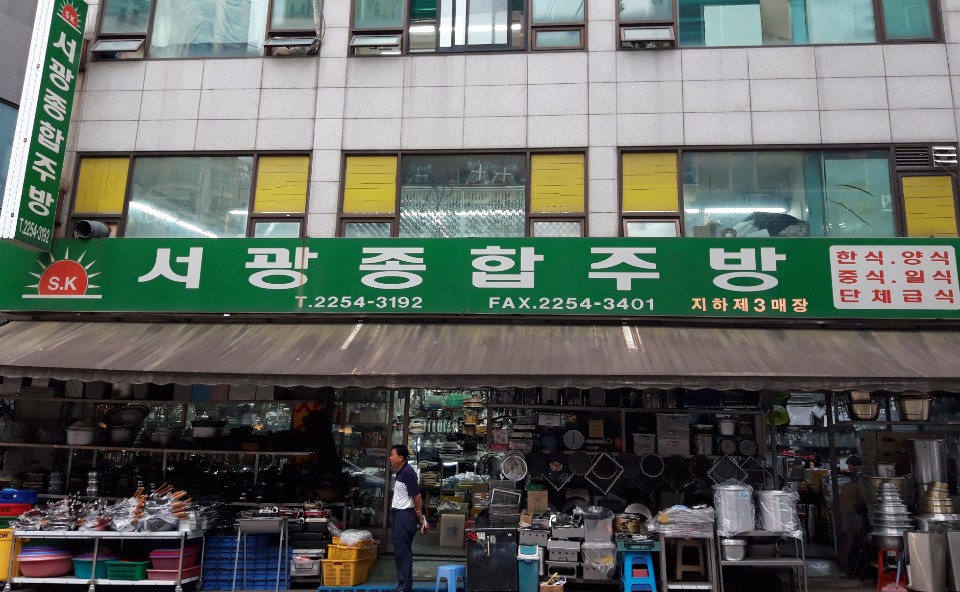 서광종합주방
T.2254-3192
S.K
서광종합주방
T.2254-3192 FAX.2254-3401 지하제3매장
한식.양식
중식.일식
단체급식